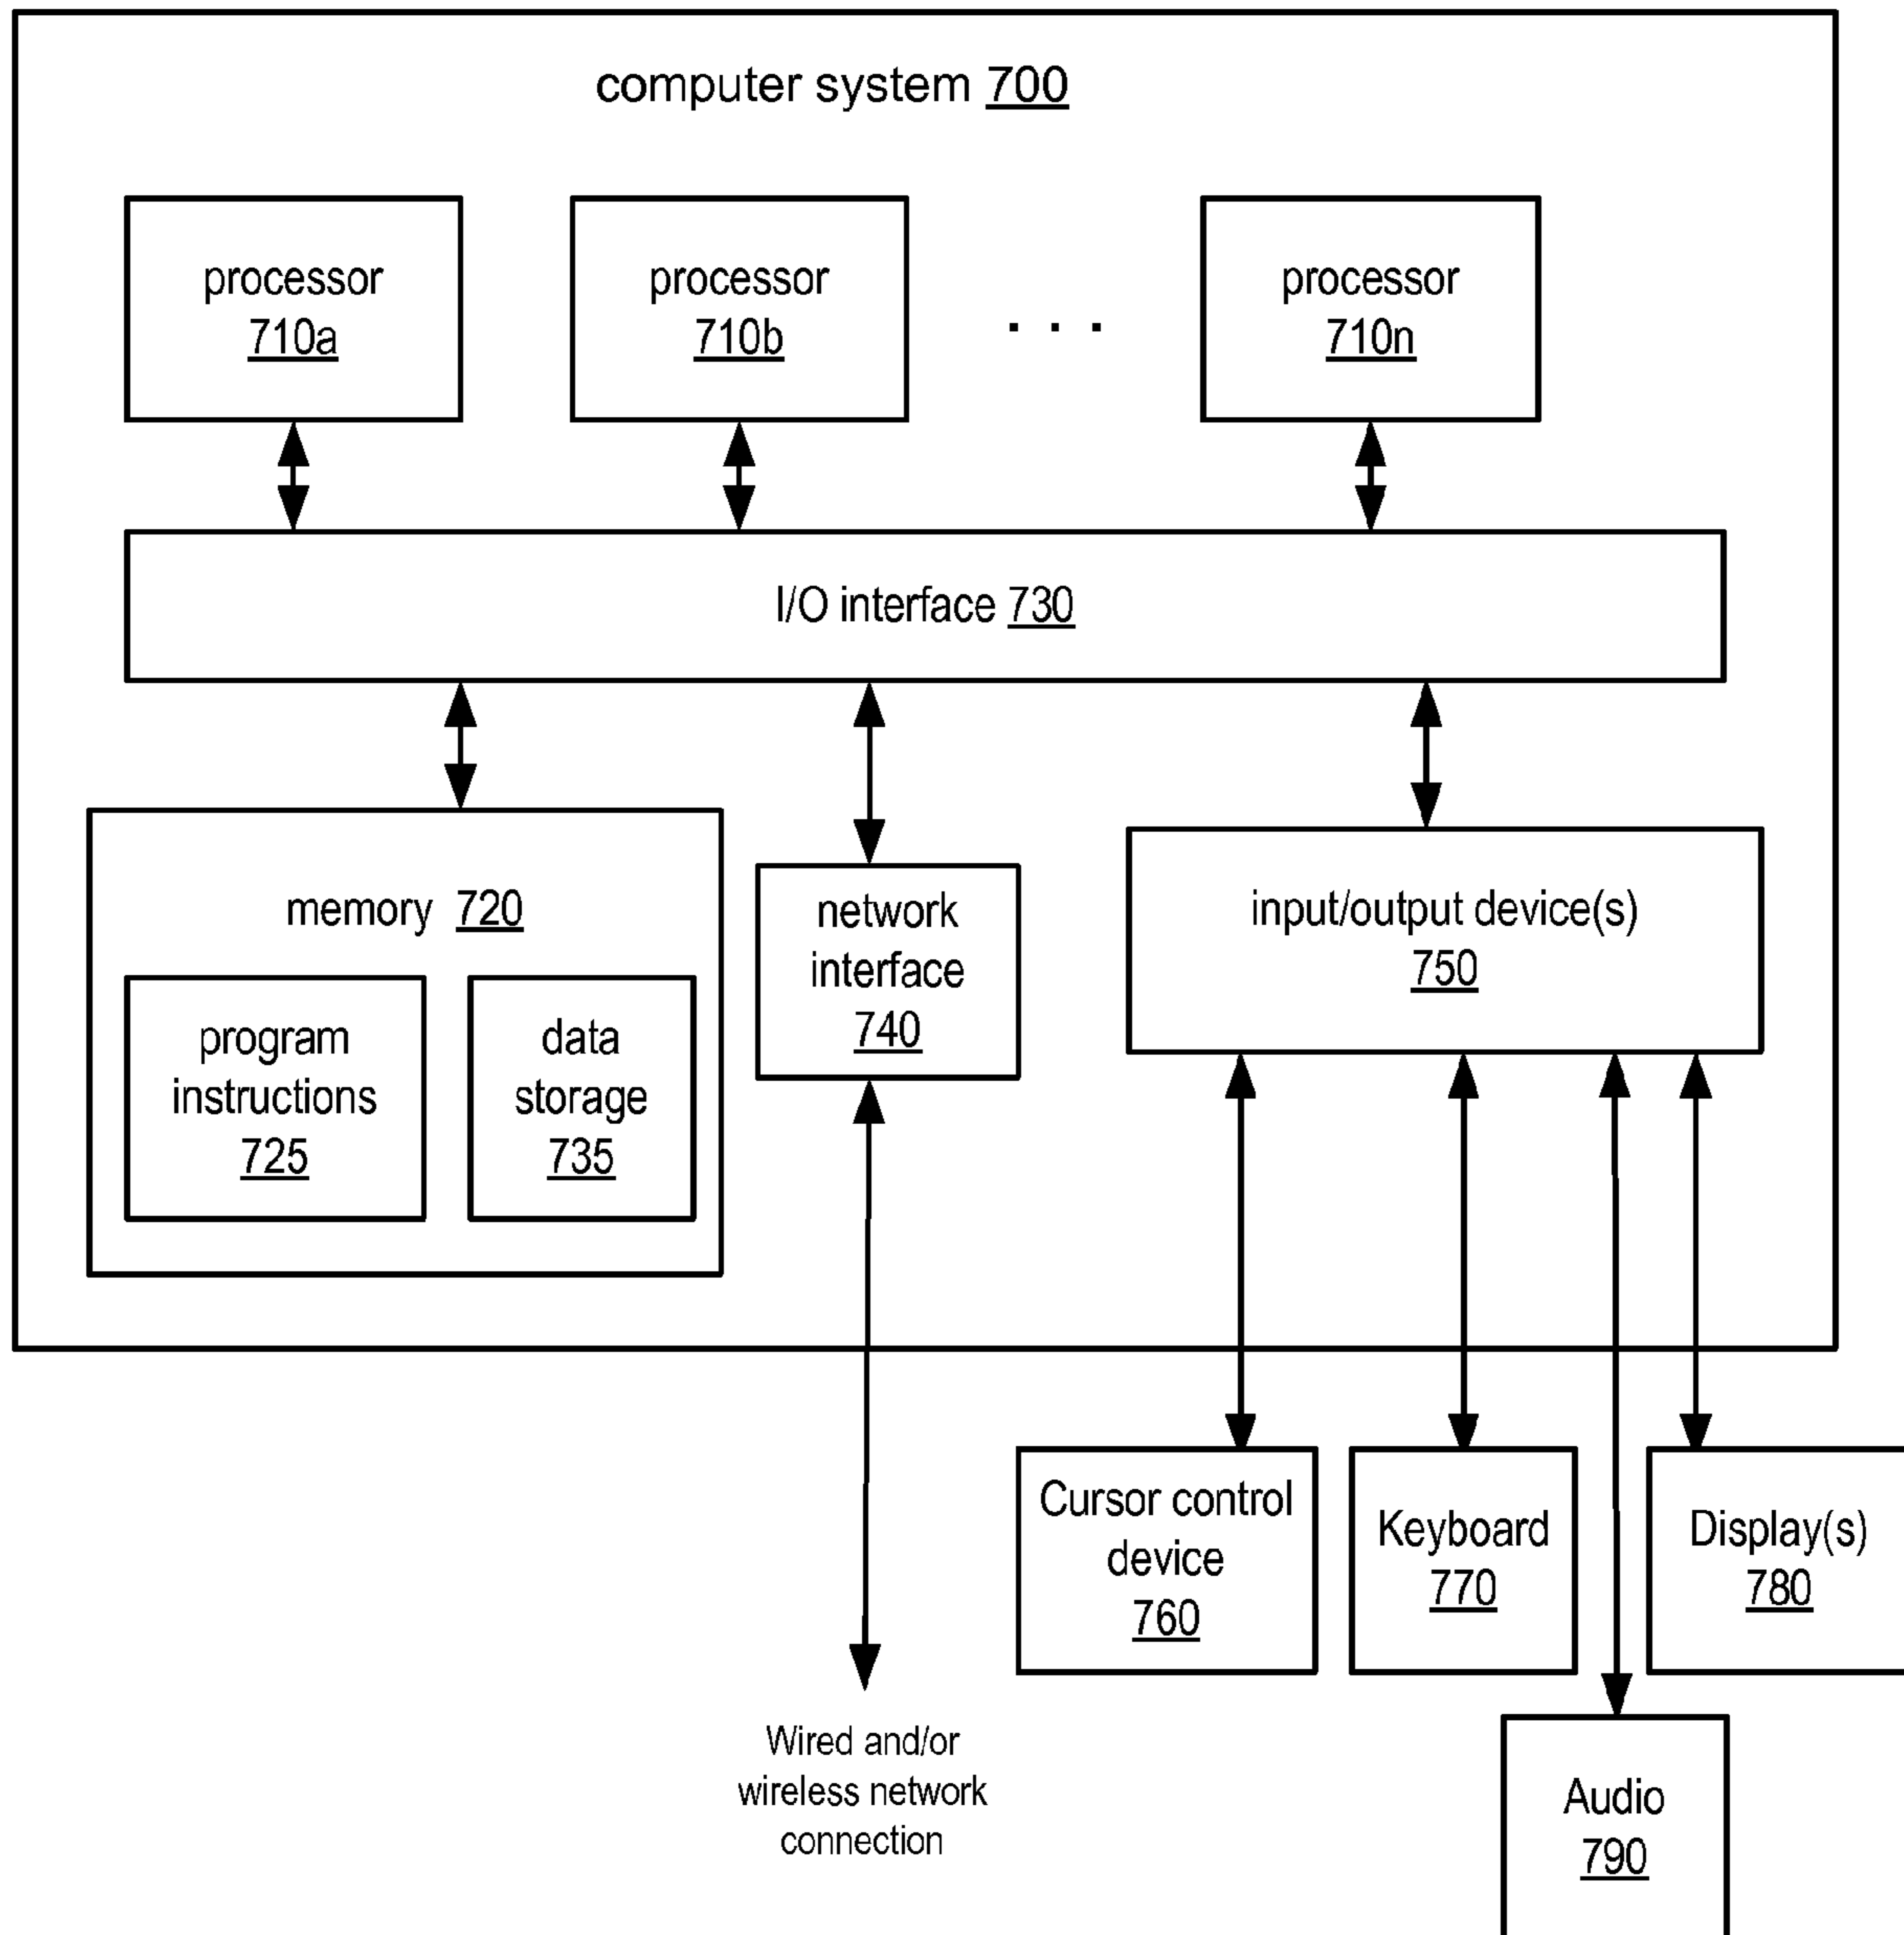 computer system 700
processor
710a
processor
710b
. . .
processor
710n
I/O interface 730
memory 720
program
instructions
725
data
storage
735
network
interface
740
input/output device(s)
750
Cursor control
device
760
Keyboard
770
Display(s)
780
Wired and/or
wireless network
connection
Audio
790